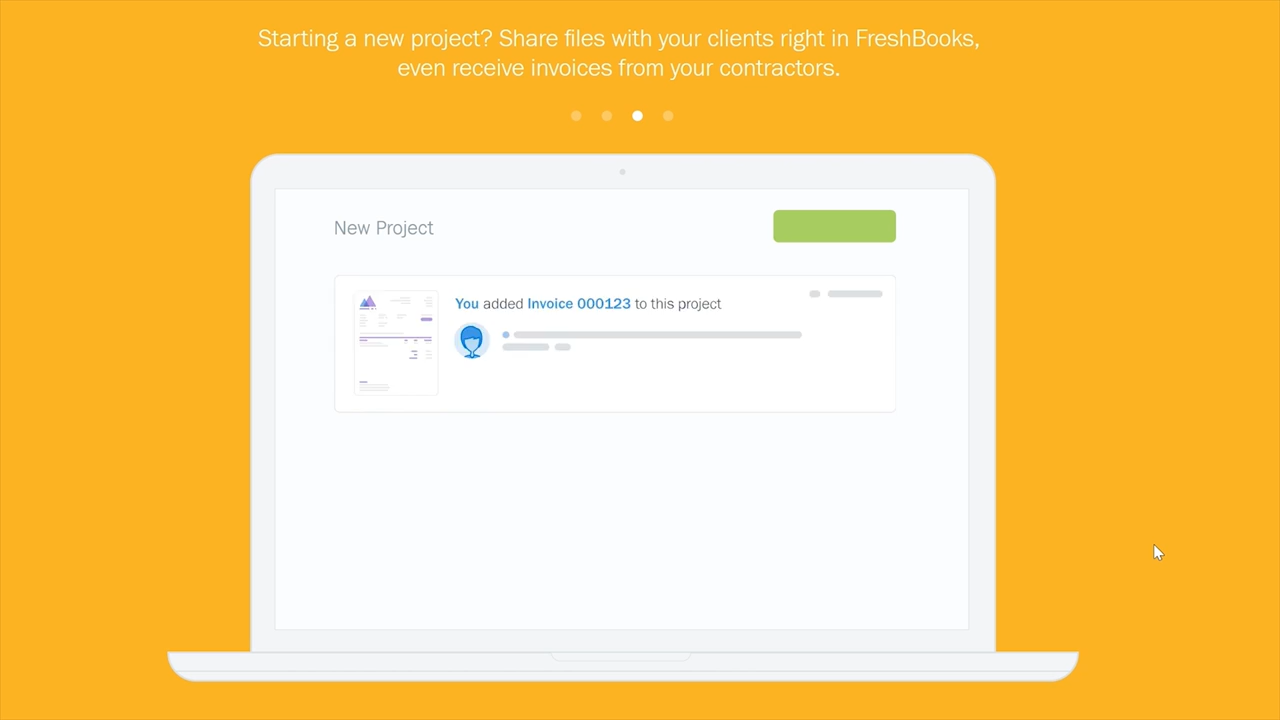 Starting a new project? Share files with your clients right in FreshBooks,
even receive invoices from your contractors.
New Project
You added Invoice 000123 to this project